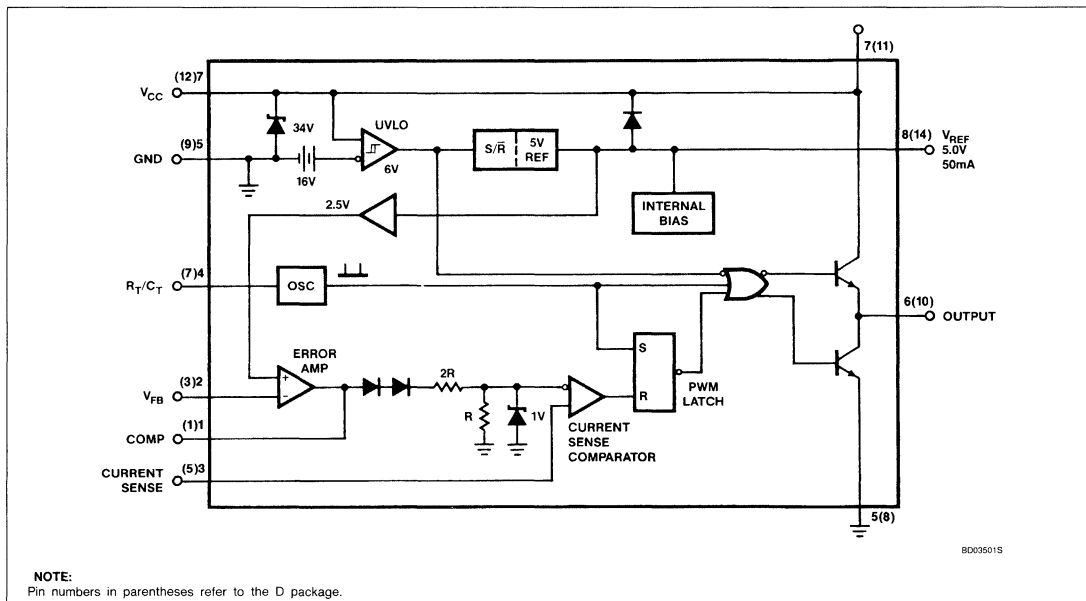 7(11)
(12)7
VCC
34V
UVLO
8(14)
VREF
5.0V
50mA
(9)5
GND
S/R̅
5V
REF
6V
16V
INTERNAL
BIAS
2.5V
(7)4
RT/CT
OSC
6(10)
OUTPUT
ERROR
AMP
S
2R
(3)2
VFB
+
−
R
PWM
LATCH
R
1V
(1)1
COMP
CURRENT
SENSE
COMPARATOR
(5)3
CURRENT
SENSE
5(8)
BD03501S
NOTE:
Pin numbers in parentheses refer to the D package.